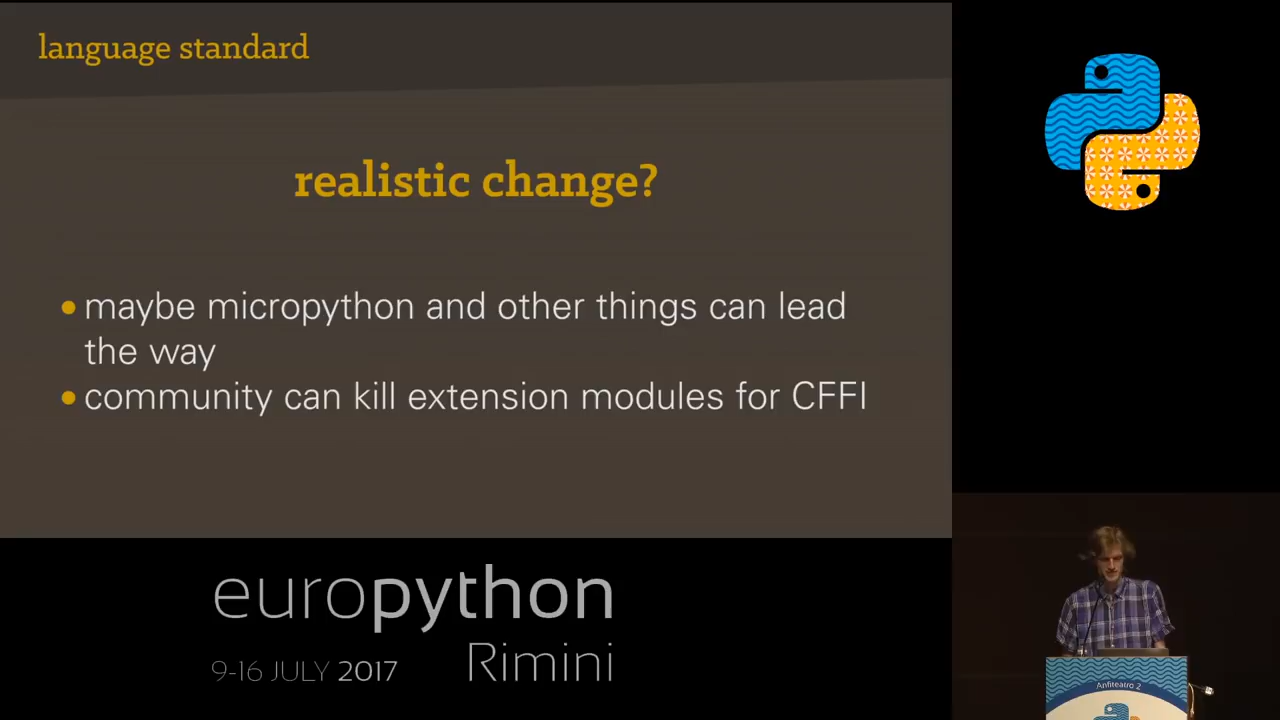 language standard
realistic change?
• maybe micropython and other things can lead
the way
• community can kill extension modules for CFFI
europython
9-16 JULY 2017
Rimini
Anfiteatro 2